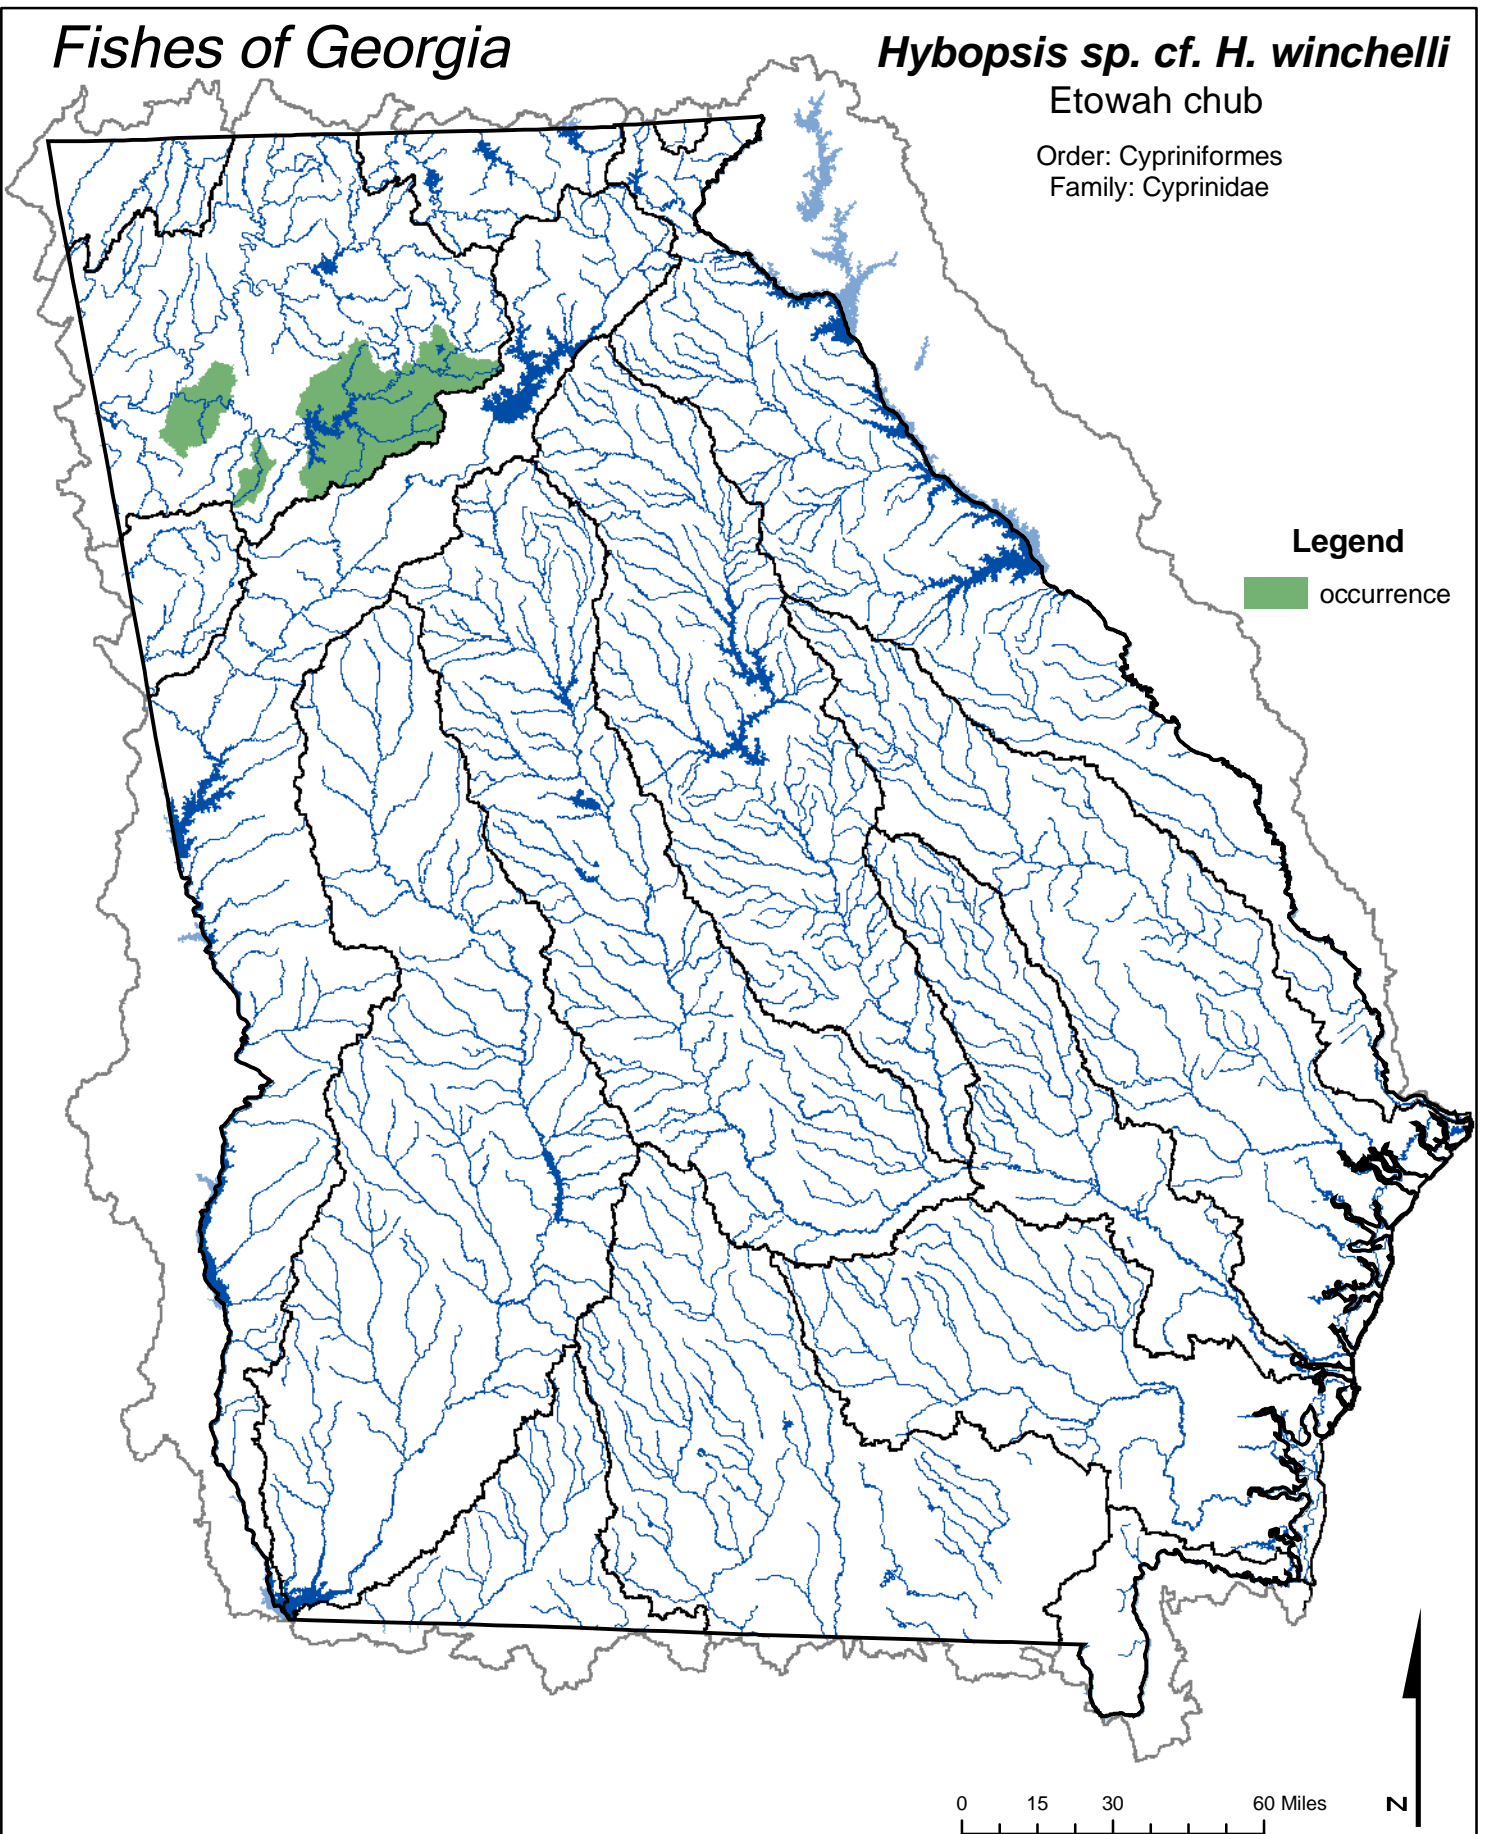 Fishes of Georgia
Hybopsis sp. cf. H. winchelli
Etowah chub
Order: Cypriniformes
Family: Cyprinidae
Legend
occurrence
0 15 30 60 Miles
N